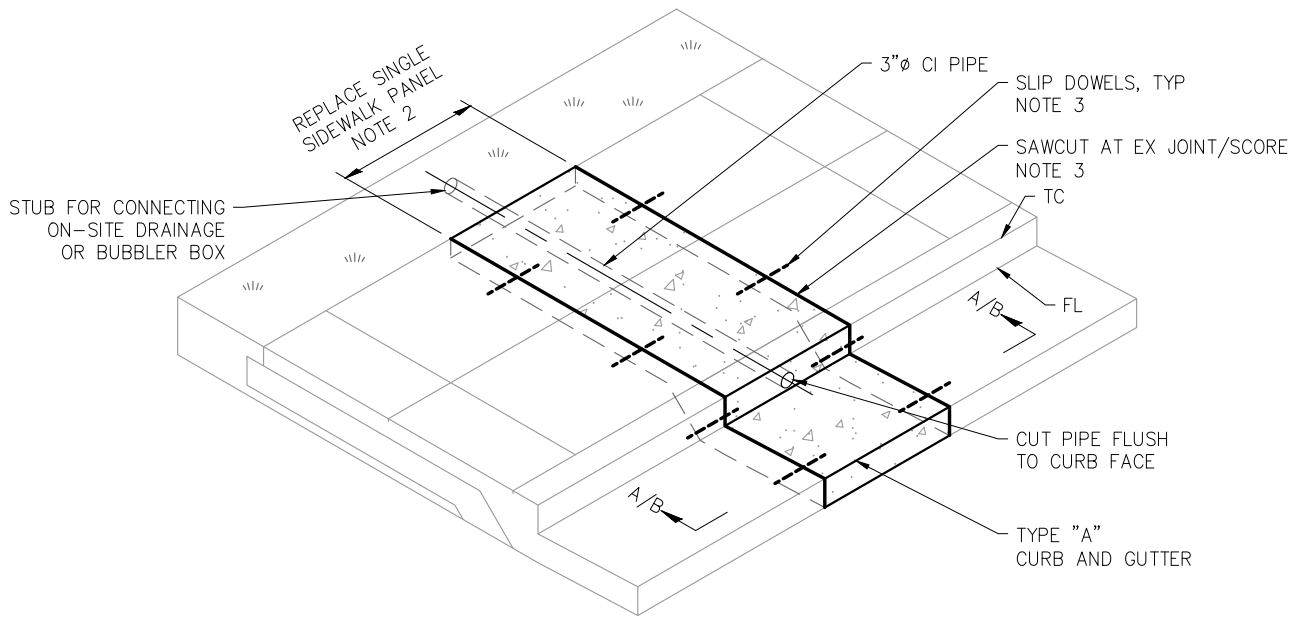 REPLACE SINGLE
SIDEWALK PANEL
NOTE 2
3"ø CI PIPE
SLIP DOWELS, TYP
NOTE 3
SAWCUT AT EX JOINT/SCORE
NOTE 3
TC
STUB FOR CONNECTING
ON-SITE DRAINAGE
OR BUBBLER BOX
A/B
FL
CUT PIPE FLUSH
TO CURB FACE
A/B
TYPE "A"
CURB AND GUTTER